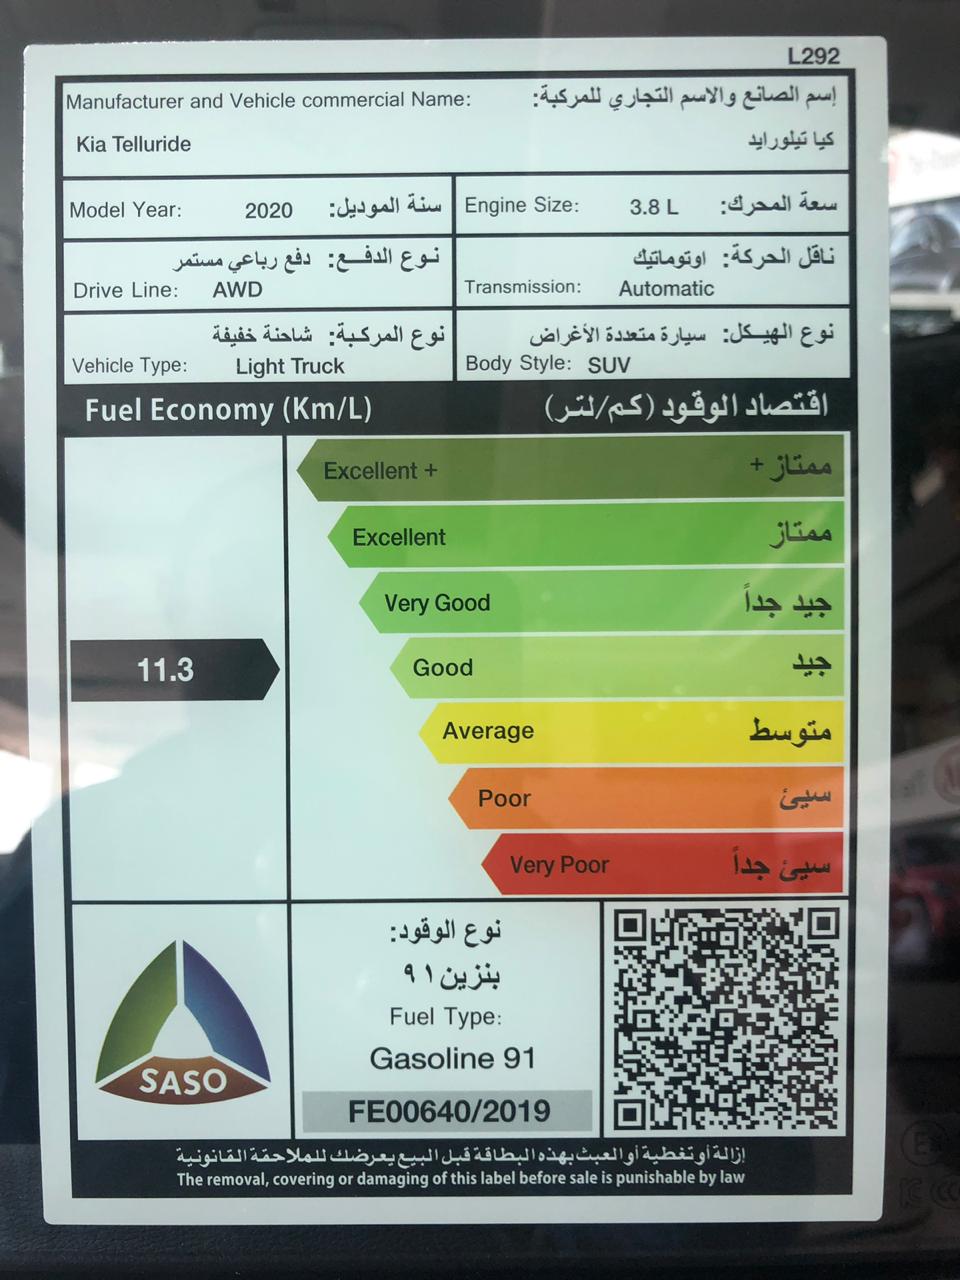 L292
Manufacturer and Vehicle commercial Name: إسم الصانع والاسم التجاري للمركبة:
Kia Telluride كيا تيلورايد
Model Year: 2020 سنة الموديل:
Engine Size: 3.8 L سعة المحرك:
نوع الدفع: دفع رباعي مستمر
Drive Line: AWD
ناقل الحركة: اوتوماتيك
Transmission: Automatic
نوع المركبة: شاحنة خفيفة
Vehicle Type: Light Truck
نوع الهيكل: سيارة متعددة الأغراض
Body Style: SUV
Fuel Economy (Km/L) اقتصاد الوقود (كم/لتر)
Excellent + ممتاز +
Excellent ممتاز
Very Good جيد جداً
11.3
Good جيد
Average متوسط
Poor سيئ
Very Poor سيئ جداً
SASO
نوع الوقود:
بنزين ٩١
Fuel Type:
Gasoline 91
FE00640/2019
إزالة أو تغطية أو العبث بهذه البطاقة قبل البيع يعرضك للملاحقة القانونية
The removal, covering or damaging of this label before sale is punishable by law